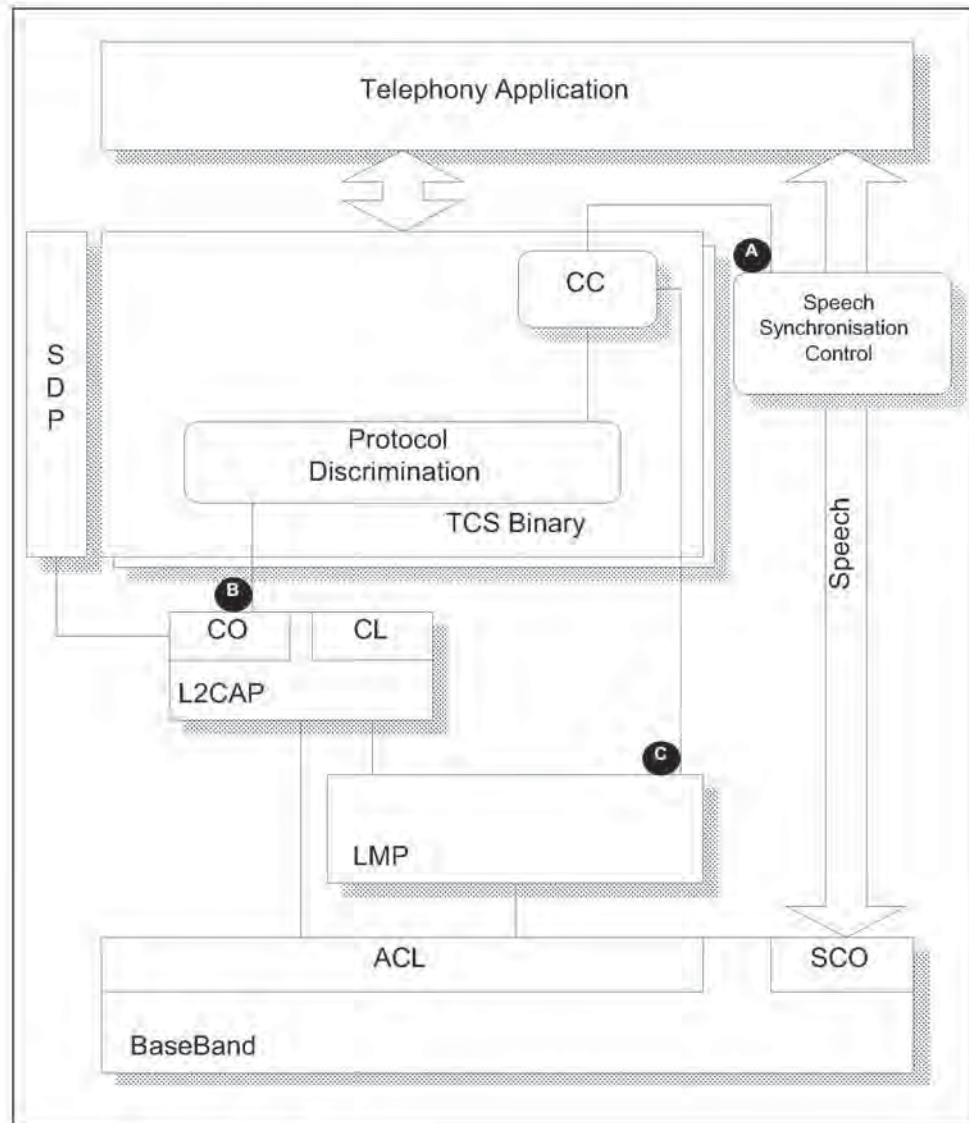 Telephony Application
A
CC
Speech
Synchronisation
Control
S
D
P
Protocol
Discrimination
TCS Binary
Speech
B
CO
CL
L2CAP
C
LMP
ACL
SCO
BaseBand